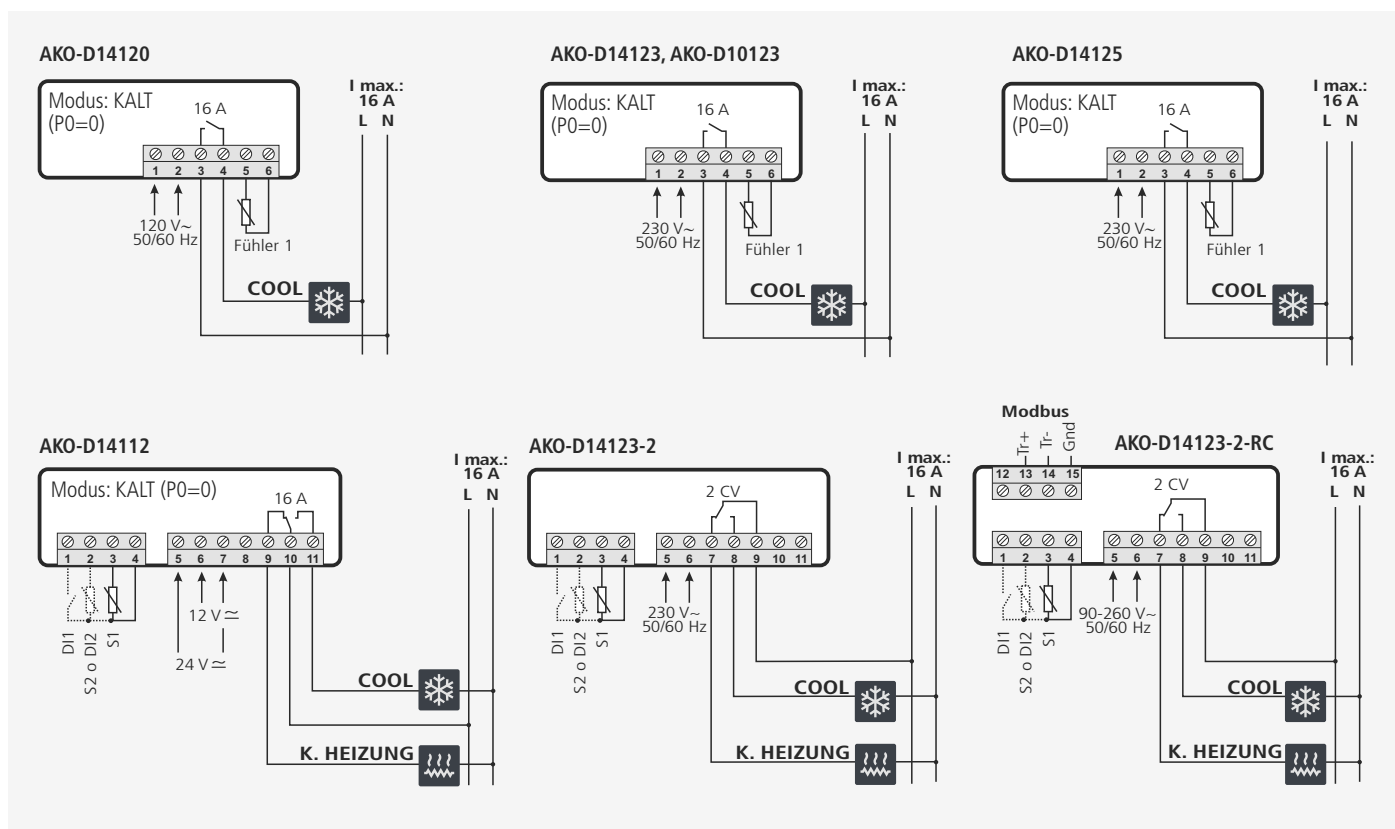 AKO-D14120
Modus: KALT
(P0=0)
16 A
I max.:
16 A
L N
1 2 3 4 5 6
120 V~
50/60 Hz
Fühler 1
COOL
AKO-D14123, AKO-D10123
Modus: KALT
(P0=0)
16 A
I max.:
16 A
L N
1 2 3 4 5 6
230 V~
50/60 Hz
Fühler 1
COOL
AKO-D14125
Modus: KALT
(P0=0)
16 A
I max.:
16 A
L N
1 2 3 4 5 6
230 V~
50/60 Hz
Fühler 1
COOL
AKO-D14112
Modus: KALT (P0=0)
16 A
I max.:
16 A
L N
1 2 3 4 5 6 7 8 9 10 11
DI1
S2 o DI2
S1
12 V ≃
24 V ≃
COOL
K. HEIZUNG
AKO-D14123-2
2 CV
I max.:
16 A
L N
1 2 3 4 5 6 7 8 9 10 11
DI1
S2 o DI2
S1
230 V~
50/60 Hz
COOL
K. HEIZUNG
Modbus
Tr+
Tr-
Gnd
12 13 14 15
AKO-D14123-2-RC
2 CV
I max.:
16 A
L N
1 2 3 4 5 6 7 8 9 10 11
DI1
S2 o DI2
S1
90-260 V~
50/60 Hz
COOL
K. HEIZUNG